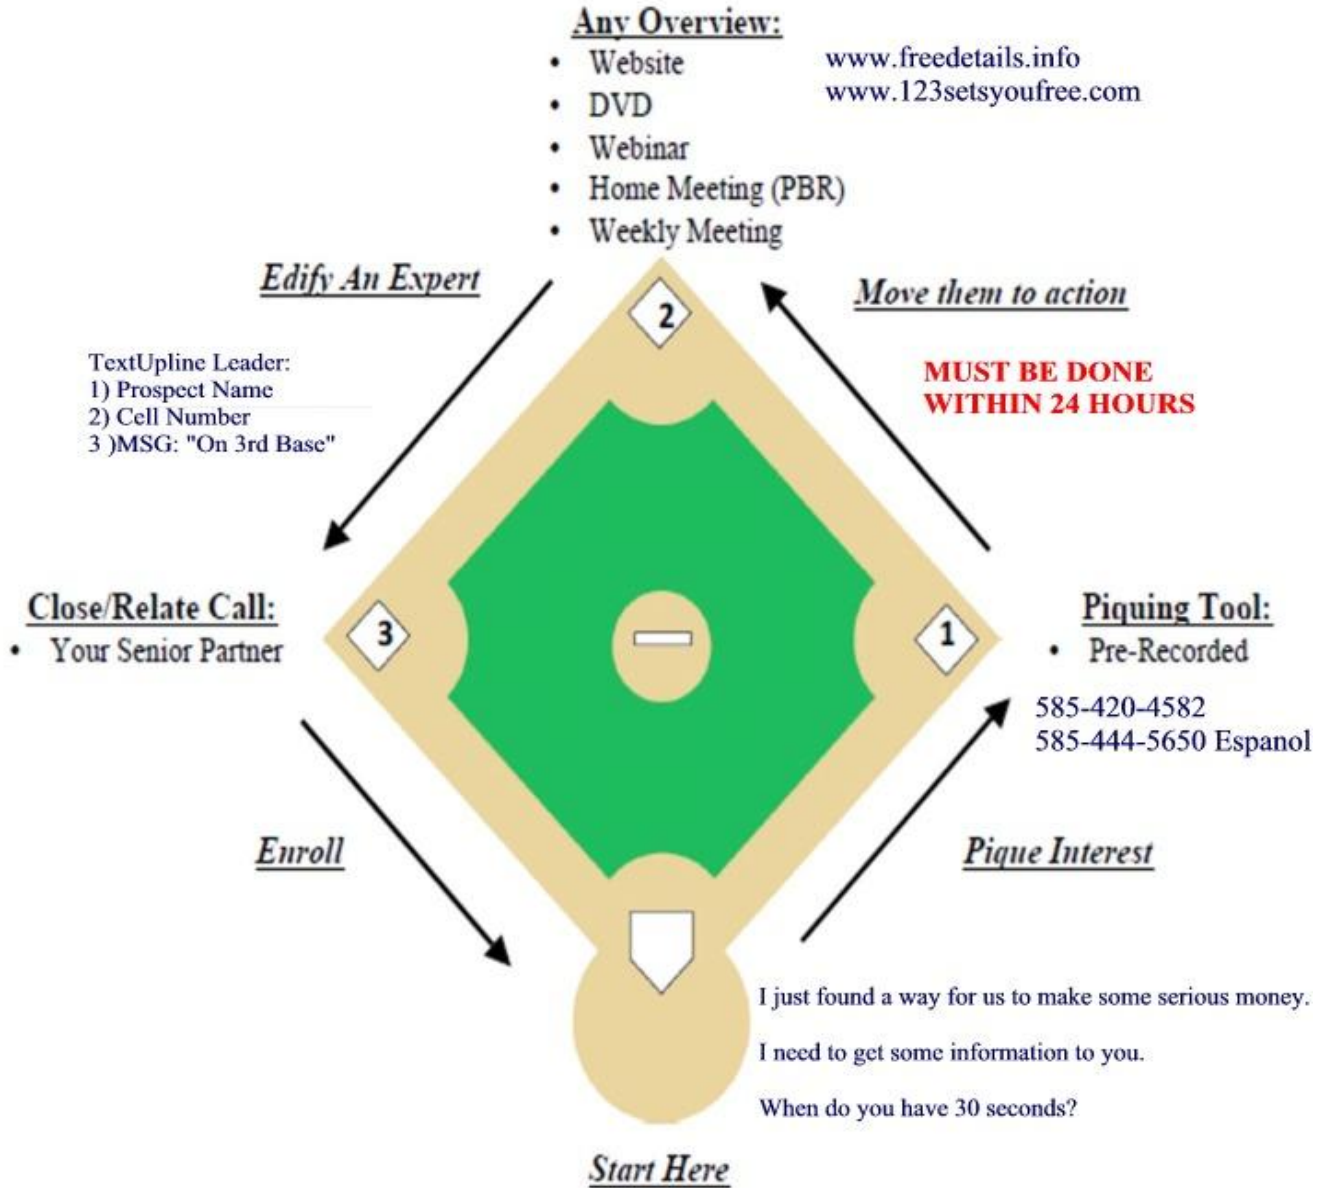 Any Overview:
• Website
• DVD
• Webinar
• Home Meeting (PBR)
• Weekly Meeting
www.freedetails.info
www.123setsyoufree.com
Edify An Expert
Move them to action
2
TextUpline Leader:
1) Prospect Name
2) Cell Number
3 )MSG: "On 3rd Base"
MUST BE DONE
WITHIN 24 HOURS
Close/Relate Call:
• Your Senior Partner
3
1
Piquing Tool:
• Pre-Recorded
585-420-4582
585-444-5650 Espanol
Enroll
Pique Interest
I just found a way for us to make some serious money.
I need to get some information to you.
When do you have 30 seconds?
Start Here